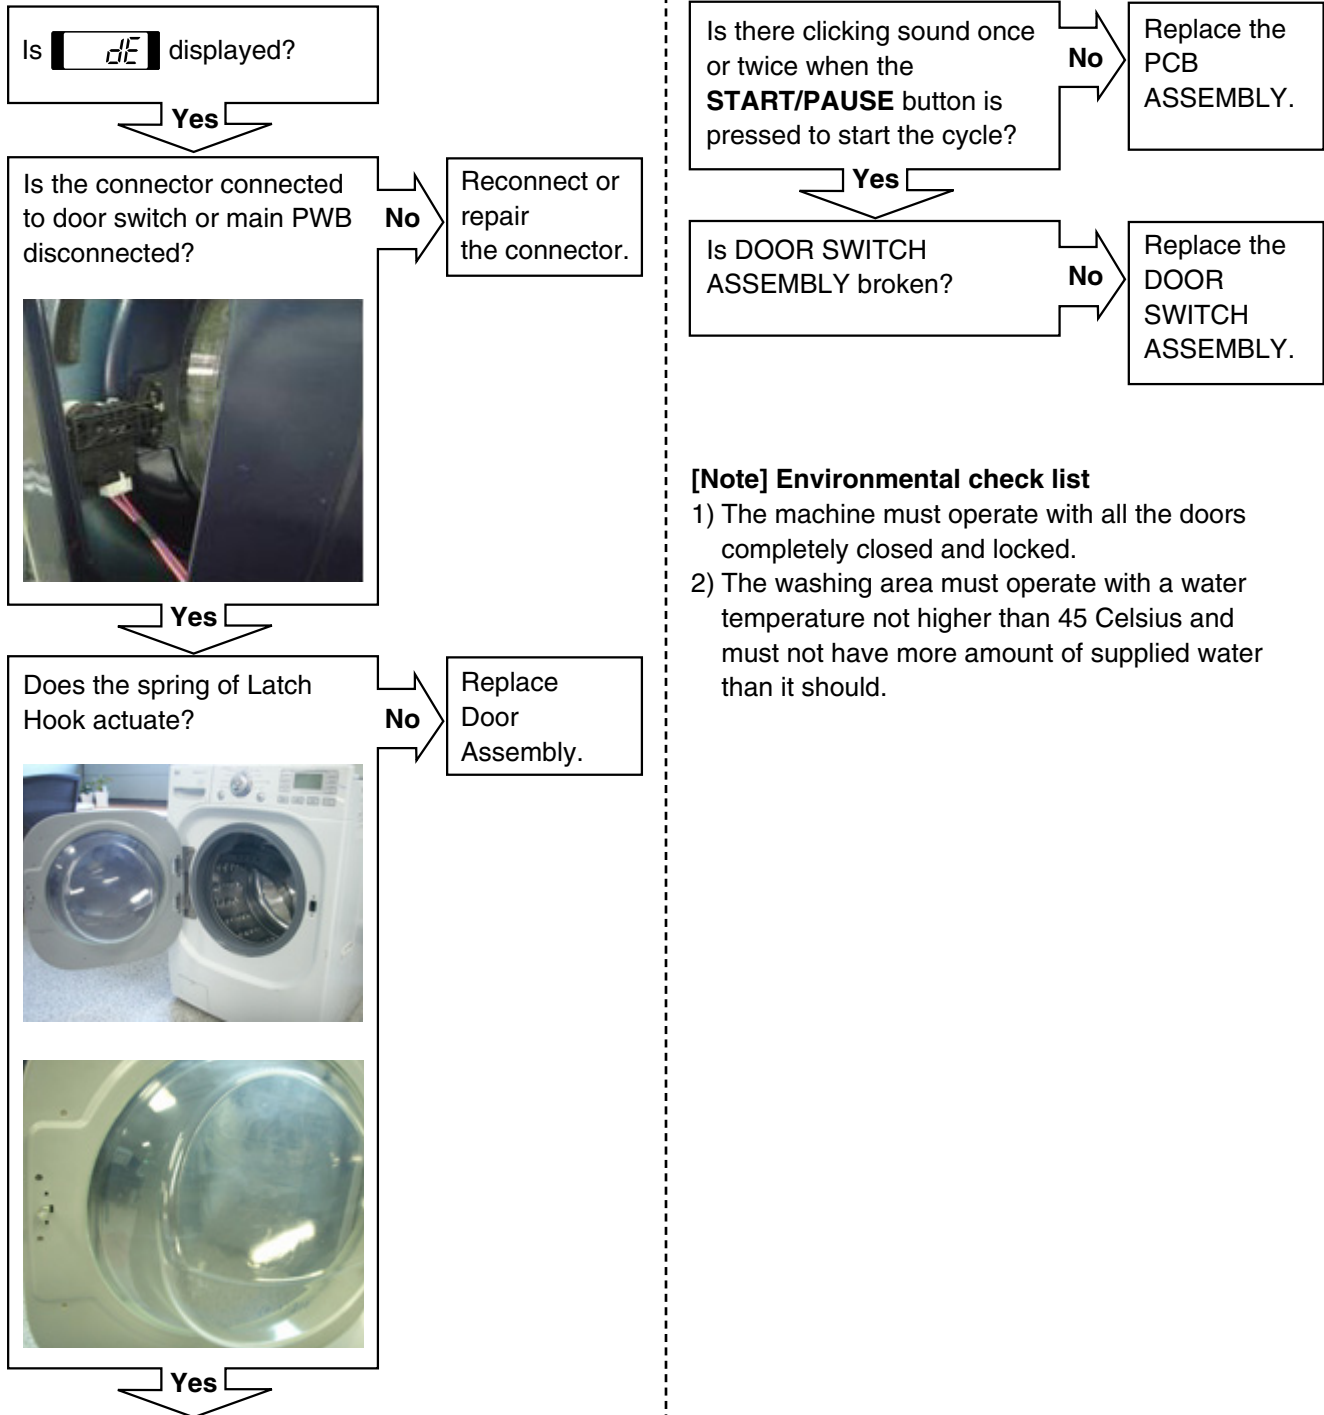 Is dE displayed?
Yes
Is the connector connected
to door switch or main PWB
disconnected?
No
Reconnect or
repair
the connector.
Yes
Does the spring of Latch
Hook actuate?
No
Replace
Door
Assembly.
Yes
Is there clicking sound once
or twice when the
START/PAUSE button is
pressed to start the cycle?
No
Replace the
PCB
ASSEMBLY.
Yes
Is DOOR SWITCH
ASSEMBLY broken?
No
Replace the
DOOR
SWITCH
ASSEMBLY.
[Note] Environmental check list
1) The machine must operate with all the doors
completely closed and locked.
2) The washing area must operate with a water
temperature not higher than 45 Celsius and
must not have more amount of supplied water
than it should.